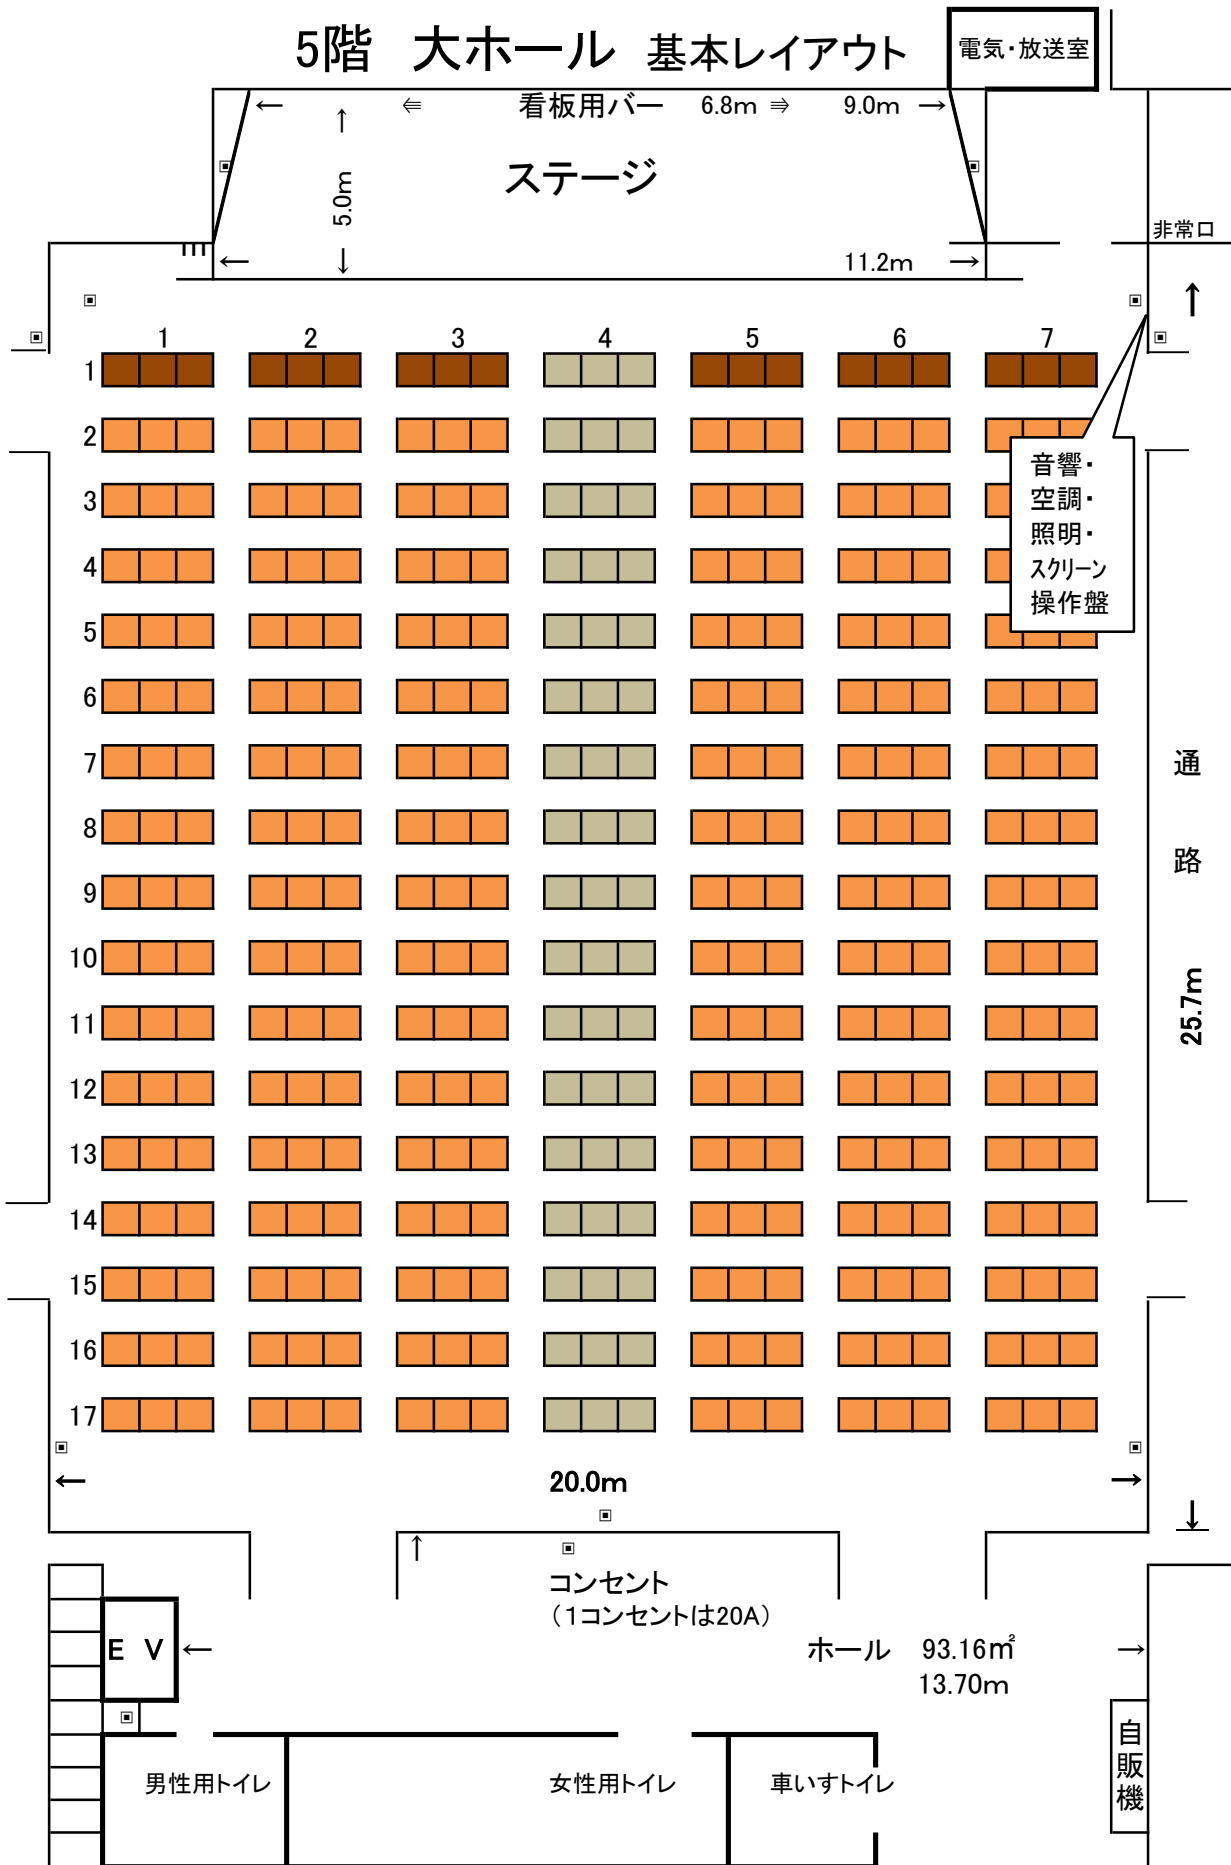 5階 大ホール 基本レイアウト
電気・放送室
← ⇐ 看板用バー 6.8m ⇒ 9.0m →
ステージ
5.0m
非常口
← 11.2m →
1 2 3 4 5 6 7
1
2
3
4
5
6
7
8
9
10
11
12
13
14
15
16
17
音響・
空調・
照明・
スクリーン
操作盤
通路
25.7m
← 20.0m →
コンセント
(1コンセントは20A)
EV ←
ホール 93.16㎡ →
13.70m
自販機
男性用トイレ
女性用トイレ
車いすトイレ